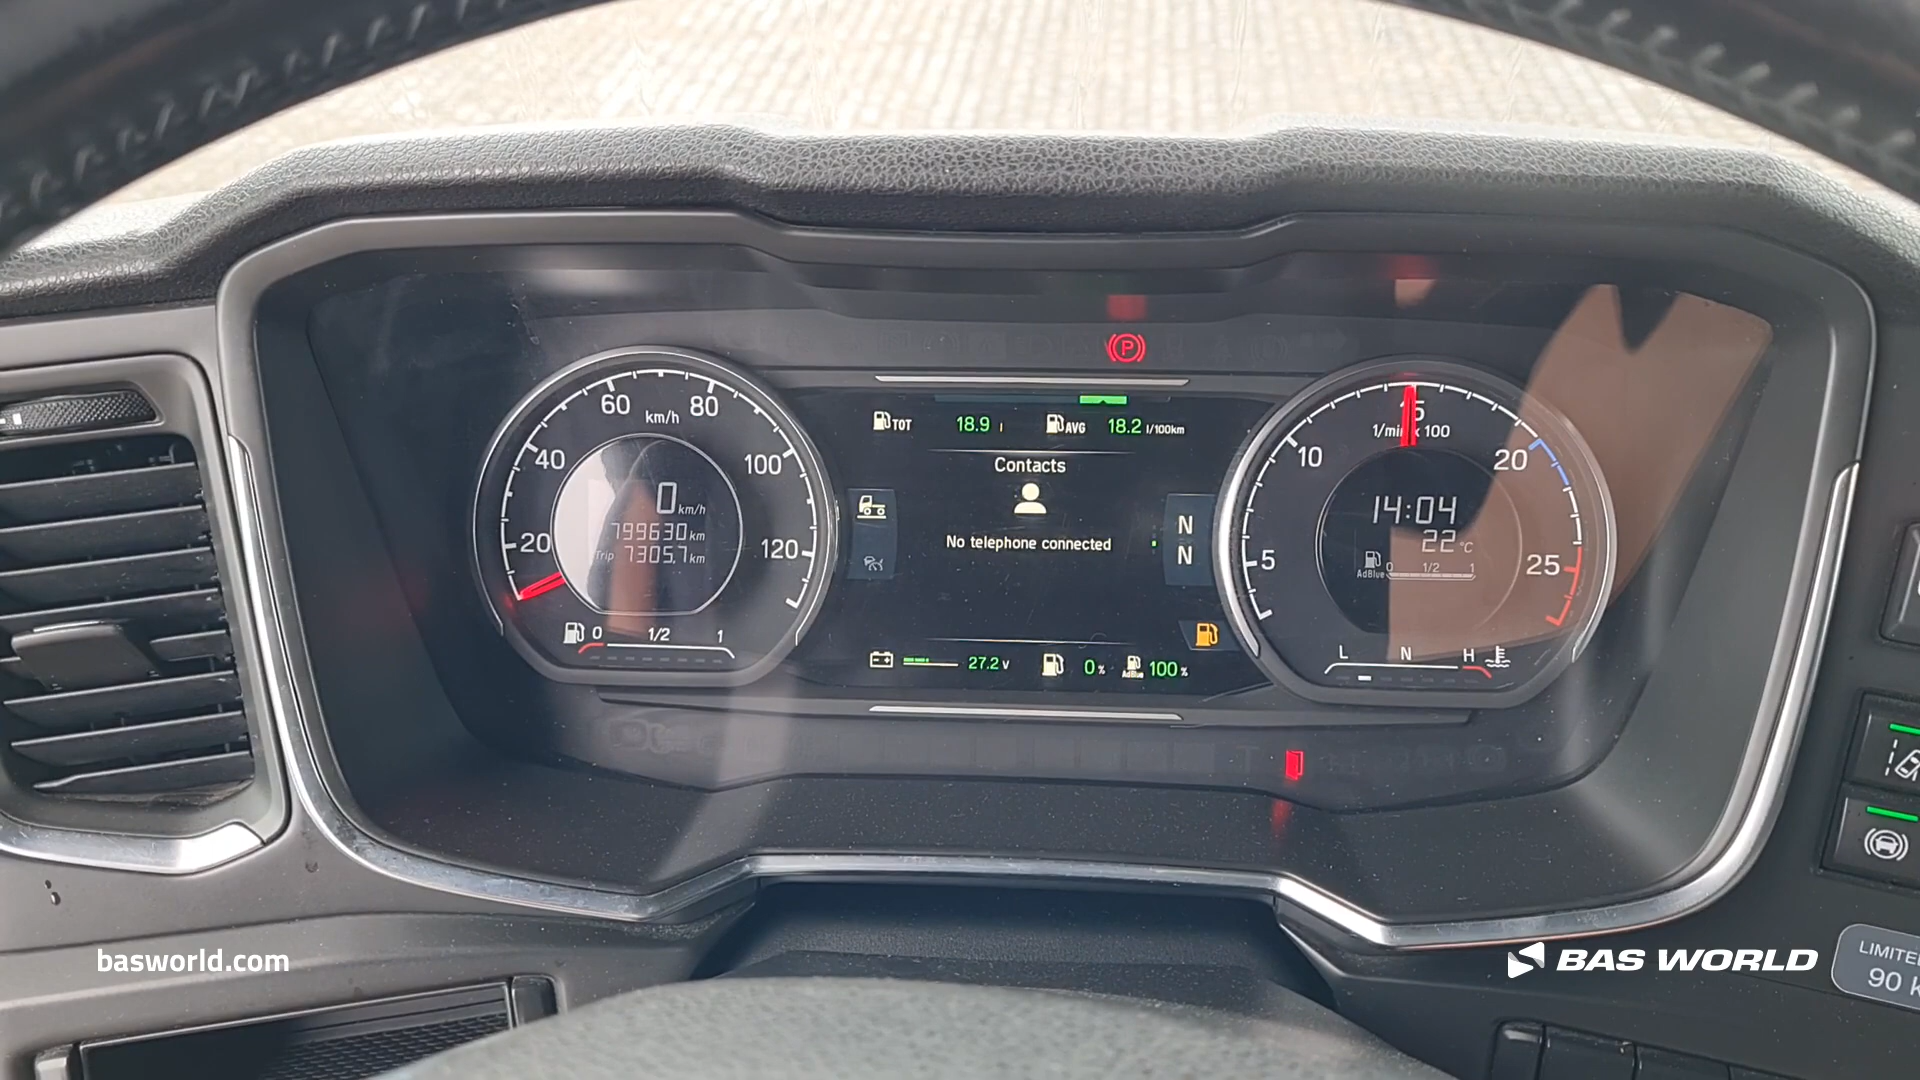 P
60
km/h
80
40
100
20
120
0 km/h
799630 km
Trip 7305,7 km
0 1/2 1
TOT 18.9 l
AVG 18.2 l/100km
Contacts
No telephone connected
N
N
27.2 V
0 %
AdBlue 100 %
15
1/min x 100
10
20
5
25
14:04
22 °C
AdBlue 0 1/2 1
L N H
basworld.com
BAS WORLD
90